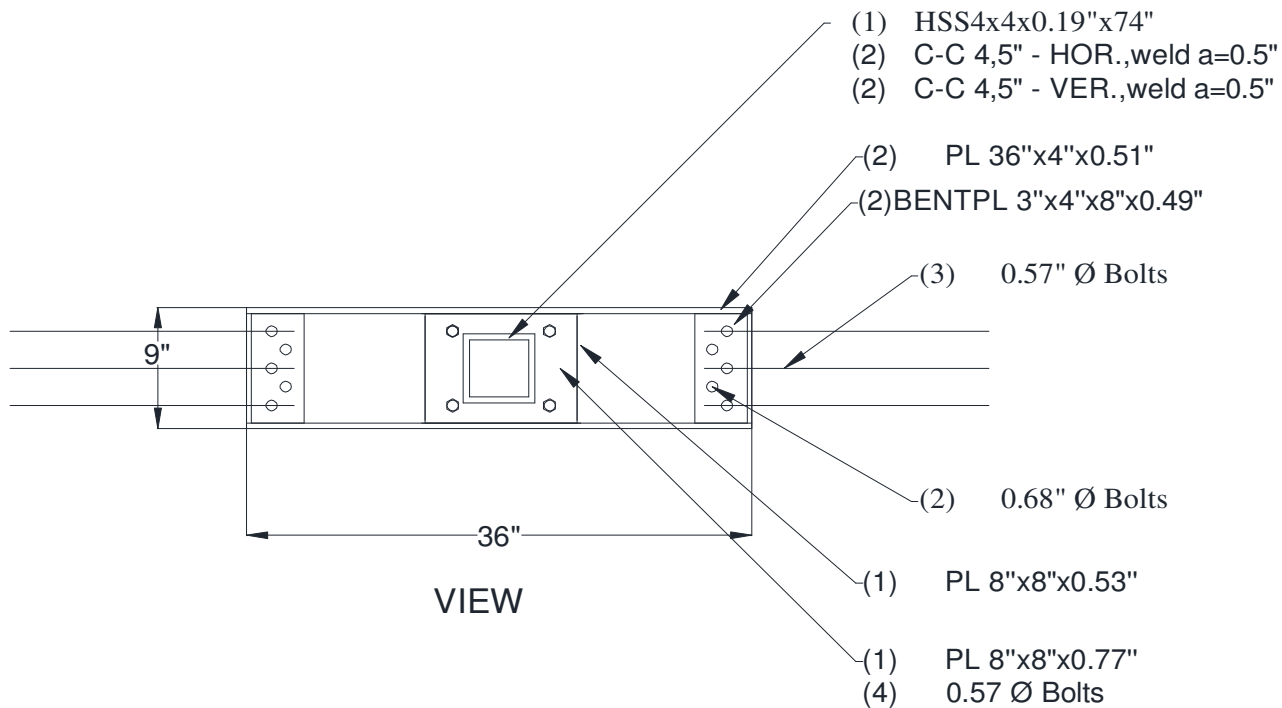 (1) HSS4x4x0.19"x74"
(2) C-C 4,5" - HOR.,weld a=0.5"
(2) C-C 4,5" - VER.,weld a=0.5"
(2) PL 36"x4"x0.51"
(2)BENTPL 3"x4"x8"x0.49"
(3) 0.57" Ø Bolts
9"
(2) 0.68" Ø Bolts
36"
(1) PL 8"x8"x0.53"
VIEW
(1) PL 8"x8"x0.77"
(4) 0.57 Ø Bolts